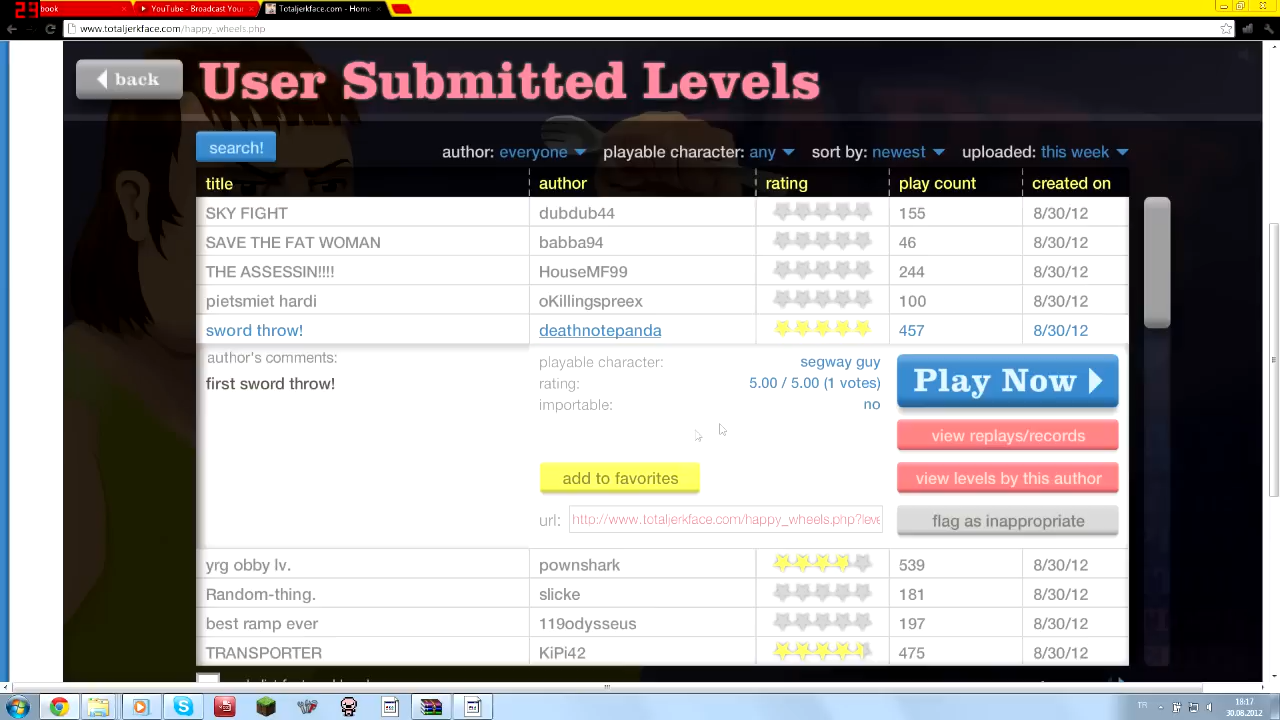 29
book
YouTube - Broadcast Your
Totaljerkface.com - Home
www.totaljerkface.com/happy_wheels.php
back
User Submitted Levels
search!
author: everyone playable character: any sort by: newest uploaded: this week
title author rating play count created on
SKY FIGHT dubdub44 155 8/30/12
SAVE THE FAT WOMAN babba94 46 8/30/12
THE ASSESSIN!!!! HouseMF99 244 8/30/12
pietsmiet hardi oKillingspreex 100 8/30/12
sword throw! deathnotepanda 457 8/30/12
author's comments:
first sword throw!
playable character: segway guy
rating: 5.00 / 5.00 (1 votes)
importable: no
Play Now
view replays/records
add to favorites
view levels by this author
url: http://www.totaljerkface.com/happy_wheels.php?leve
flag as inappropriate
yrg obby lv. pownshark 539 8/30/12
Random-thing. slicke 181 8/30/12
best ramp ever 119odysseus 197 8/30/12
TRANSPORTER KiPi42 475 8/30/12
TR
18:17
30.08.2012